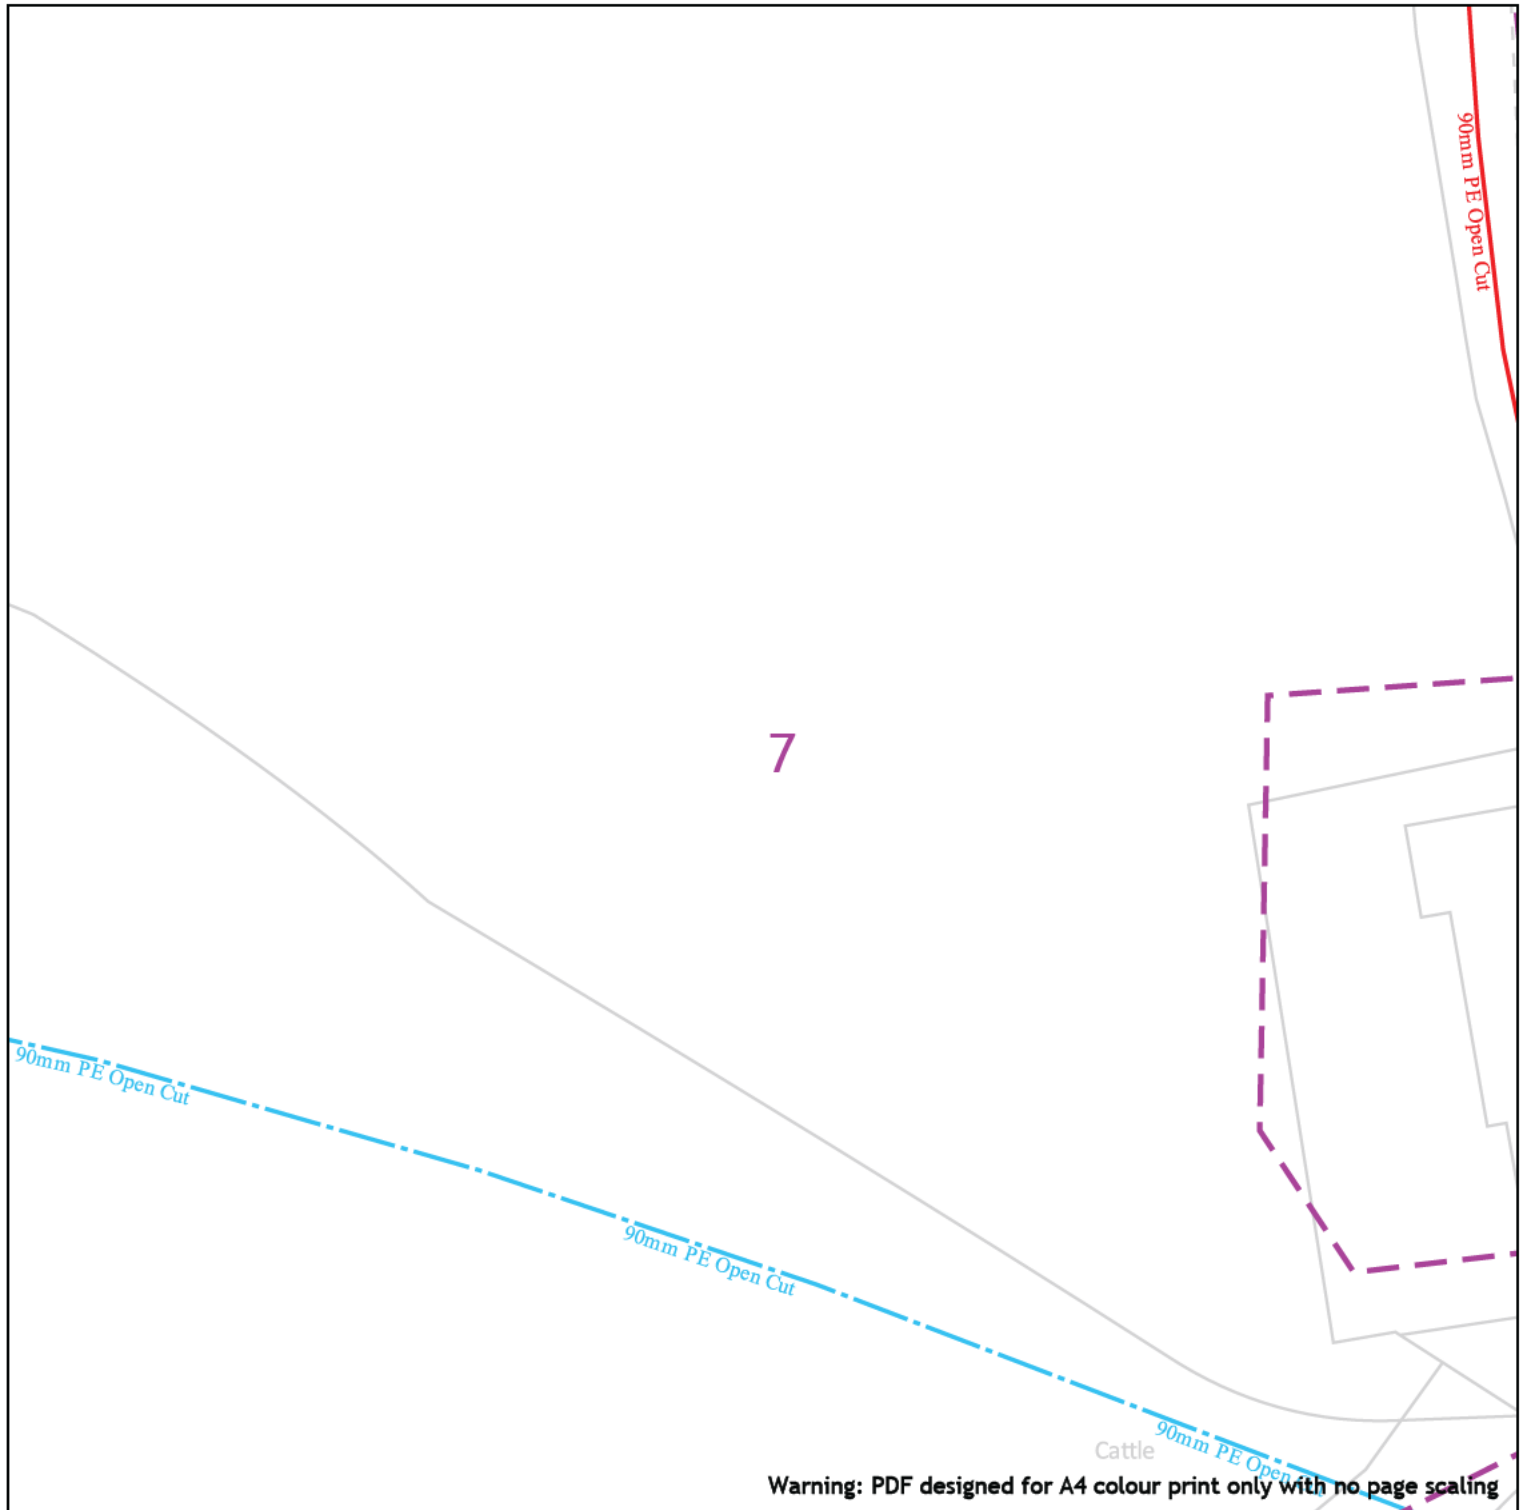 90mm PE Open Cut
7
90mm PE Open Cut
90mm PE Open Cut
90mm PE Open Cut
Cattle
Warning: PDF designed for A4 colour print only with no page scaling